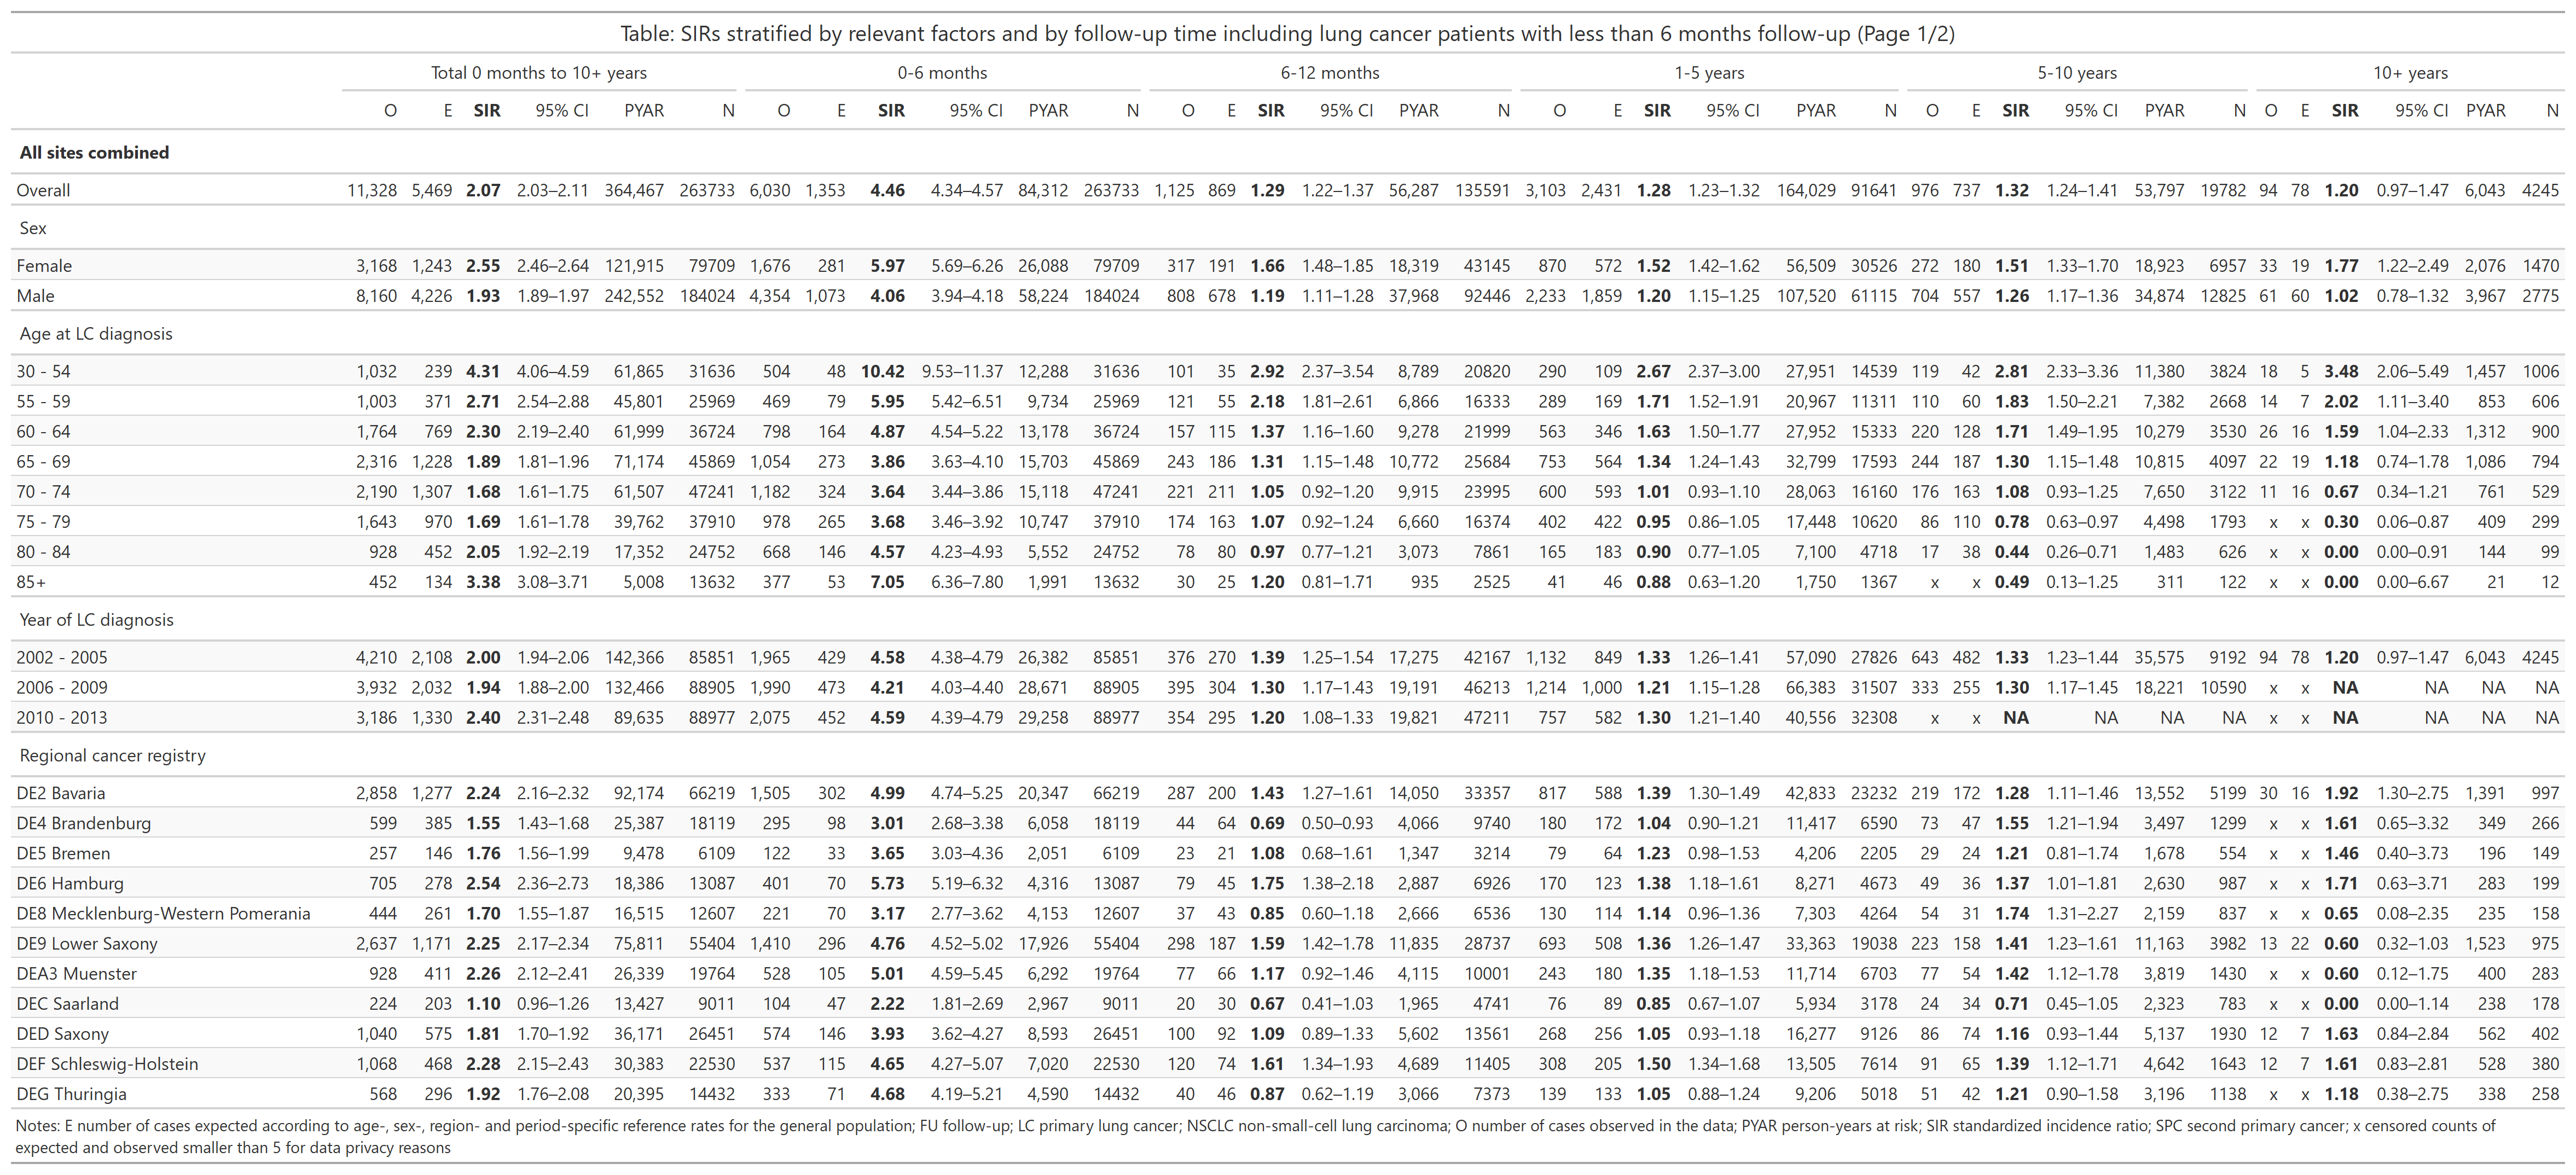 Table: SIRs stratified by relevant factors and by follow-up time including lung cancer patients with less than 6 months follow-up (Page 1/2)
Total 0 months to 10+ years 0-6 months 6-12 months 1-5 years 5-10 years 10+ years
O E SIR 95% CI PYAR N O E SIR 95% CI PYAR N O E SIR 95% CI PYAR N O E SIR 95% CI PYAR N O E SIR 95% CI PYAR N O E SIR 95% CI PYAR N
All sites combined
Overall 11,328 5,469 2.07 2.03–2.11 364,467 263733 6,030 1,353 4.46 4.34–4.57 84,312 263733 1,125 869 1.29 1.22–1.37 56,287 135591 3,103 2,431 1.28 1.23–1.32 164,029 91641 976 737 1.32 1.24–1.41 53,797 19782 94 78 1.20 0.97–1.47 6,043 4245
Sex
Female 3,168 1,243 2.55 2.46–2.64 121,915 79709 1,676 281 5.97 5.69–6.26 26,088 79709 317 191 1.66 1.48–1.85 18,319 43145 870 572 1.52 1.42–1.62 56,509 30526 272 180 1.51 1.33–1.70 18,923 6957 33 19 1.77 1.22–2.49 2,076 1470
Male 8,160 4,226 1.93 1.89–1.97 242,552 184024 4,354 1,073 4.06 3.94–4.18 58,224 184024 808 678 1.19 1.11–1.28 37,968 92446 2,233 1,859 1.20 1.15–1.25 107,520 61115 704 557 1.26 1.17–1.36 34,874 12825 61 60 1.02 0.78–1.32 3,967 2775
Age at LC diagnosis
30 - 54 1,032 239 4.31 4.06–4.59 61,865 31636 504 48 10.42 9.53–11.37 12,288 31636 101 35 2.92 2.37–3.54 8,789 20820 290 109 2.67 2.37–3.00 27,951 14539 119 42 2.81 2.33–3.36 11,380 3824 18 5 3.48 2.06–5.49 1,457 1006
55 - 59 1,003 371 2.71 2.54–2.88 45,801 25969 469 79 5.95 5.42–6.51 9,734 25969 121 55 2.18 1.81–2.61 6,866 16333 289 169 1.71 1.52–1.91 20,967 11311 110 60 1.83 1.50–2.21 7,382 2668 14 7 2.02 1.11–3.40 853 606
60 - 64 1,764 769 2.30 2.19–2.40 61,999 36724 798 164 4.87 4.54–5.22 13,178 36724 157 115 1.37 1.16–1.60 9,278 21999 563 346 1.63 1.50–1.77 27,952 15333 220 128 1.71 1.49–1.95 10,279 3530 26 16 1.59 1.04–2.33 1,312 900
65 - 69 2,316 1,228 1.89 1.81–1.96 71,174 45869 1,054 273 3.86 3.63–4.10 15,703 45869 243 186 1.31 1.15–1.48 10,772 25684 753 564 1.34 1.24–1.43 32,799 17593 244 187 1.30 1.15–1.48 10,815 4097 22 19 1.18 0.74–1.78 1,086 794
70 - 74 2,190 1,307 1.68 1.61–1.75 61,507 47241 1,182 324 3.64 3.44–3.86 15,118 47241 221 211 1.05 0.92–1.20 9,915 23995 600 593 1.01 0.93–1.10 28,063 16160 176 163 1.08 0.93–1.25 7,650 3122 11 16 0.67 0.34–1.21 761 529
75 - 79 1,643 970 1.69 1.61–1.78 39,762 37910 978 265 3.68 3.46–3.92 10,747 37910 174 163 1.07 0.92–1.24 6,660 16374 402 422 0.95 0.86–1.05 17,448 10620 86 110 0.78 0.63–0.97 4,498 1793 x x 0.30 0.06–0.87 409 299
80 - 84 928 452 2.05 1.92–2.19 17,352 24752 668 146 4.57 4.23–4.93 5,552 24752 78 80 0.97 0.77–1.21 3,073 7861 165 183 0.90 0.77–1.05 7,100 4718 17 38 0.44 0.26–0.71 1,483 626 x x 0.00 0.00–0.91 144 99
85+ 452 134 3.38 3.08–3.71 5,008 13632 377 53 7.05 6.36–7.80 1,991 13632 30 25 1.20 0.81–1.71 935 2525 41 46 0.88 0.63–1.20 1,750 1367 x x 0.49 0.13–1.25 311 122 x x 0.00 0.00–6.67 21 12
Year of LC diagnosis
2002 - 2005 4,210 2,108 2.00 1.94–2.06 142,366 85851 1,965 429 4.58 4.38–4.79 26,382 85851 376 270 1.39 1.25–1.54 17,275 42167 1,132 849 1.33 1.26–1.41 57,090 27826 643 482 1.33 1.23–1.44 35,575 9192 94 78 1.20 0.97–1.47 6,043 4245
2006 - 2009 3,932 2,032 1.94 1.88–2.00 132,466 88905 1,990 473 4.21 4.03–4.40 28,671 88905 395 304 1.30 1.17–1.43 19,191 46213 1,214 1,000 1.21 1.15–1.28 66,383 31507 333 255 1.30 1.17–1.45 18,221 10590 x x NA NA NA NA
2010 - 2013 3,186 1,330 2.40 2.31–2.48 89,635 88977 2,075 452 4.59 4.39–4.79 29,258 88977 354 295 1.20 1.08–1.33 19,821 47211 757 582 1.30 1.21–1.40 40,556 32308 x x NA NA NA NA x x NA NA NA NA
Regional cancer registry
DE2 Bavaria 2,858 1,277 2.24 2.16–2.32 92,174 66219 1,505 302 4.99 4.74–5.25 20,347 66219 287 200 1.43 1.27–1.61 14,050 33357 817 588 1.39 1.30–1.49 42,833 23232 219 172 1.28 1.11–1.46 13,552 5199 30 16 1.92 1.30–2.75 1,391 997
DE4 Brandenburg 599 385 1.55 1.43–1.68 25,387 18119 295 98 3.01 2.68–3.38 6,058 18119 44 64 0.69 0.50–0.93 4,066 9740 180 172 1.04 0.90–1.21 11,417 6590 73 47 1.55 1.21–1.94 3,497 1299 x x 1.61 0.65–3.32 349 266
DE5 Bremen 257 146 1.76 1.56–1.99 9,478 6109 122 33 3.65 3.03–4.36 2,051 6109 23 21 1.08 0.68–1.61 1,347 3214 79 64 1.23 0.98–1.53 4,206 2205 29 24 1.21 0.81–1.74 1,678 554 x x 1.46 0.40–3.73 196 149
DE6 Hamburg 705 278 2.54 2.36–2.73 18,386 13087 401 70 5.73 5.19–6.32 4,316 13087 79 45 1.75 1.38–2.18 2,887 6926 170 123 1.38 1.18–1.61 8,271 4673 49 36 1.37 1.01–1.81 2,630 987 x x 1.71 0.63–3.71 283 199
DE8 Mecklenburg-Western Pomerania 444 261 1.70 1.55–1.87 16,515 12607 221 70 3.17 2.77–3.62 4,153 12607 37 43 0.85 0.60–1.18 2,666 6536 130 114 1.14 0.96–1.36 7,303 4264 54 31 1.74 1.31–2.27 2,159 837 x x 0.65 0.08–2.35 235 158
DE9 Lower Saxony 2,637 1,171 2.25 2.17–2.34 75,811 55404 1,410 296 4.76 4.52–5.02 17,926 55404 298 187 1.59 1.42–1.78 11,835 28737 693 508 1.36 1.26–1.47 33,363 19038 223 158 1.41 1.23–1.61 11,163 3982 13 22 0.60 0.32–1.03 1,523 975
DEA3 Muenster 928 411 2.26 2.12–2.41 26,339 19764 528 105 5.01 4.59–5.45 6,292 19764 77 66 1.17 0.92–1.46 4,115 10001 243 180 1.35 1.18–1.53 11,714 6703 77 54 1.42 1.12–1.78 3,819 1430 x x 0.60 0.12–1.75 400 283
DEC Saarland 224 203 1.10 0.96–1.26 13,427 9011 104 47 2.22 1.81–2.69 2,967 9011 20 30 0.67 0.41–1.03 1,965 4741 76 89 0.85 0.67–1.07 5,934 3178 24 34 0.71 0.45–1.05 2,323 783 x x 0.00 0.00–1.14 238 178
DED Saxony 1,040 575 1.81 1.70–1.92 36,171 26451 574 146 3.93 3.62–4.27 8,593 26451 100 92 1.09 0.89–1.33 5,602 13561 268 256 1.05 0.93–1.18 16,277 9126 86 74 1.16 0.93–1.44 5,137 1930 12 7 1.63 0.84–2.84 562 402
DEF Schleswig-Holstein 1,068 468 2.28 2.15–2.43 30,383 22530 537 115 4.65 4.27–5.07 7,020 22530 120 74 1.61 1.34–1.93 4,689 11405 308 205 1.50 1.34–1.68 13,505 7614 91 65 1.39 1.12–1.71 4,642 1643 12 7 1.61 0.83–2.81 528 380
DEG Thuringia 568 296 1.92 1.76–2.08 20,395 14432 333 71 4.68 4.19–5.21 4,590 14432 40 46 0.87 0.62–1.19 3,066 7373 139 133 1.05 0.88–1.24 9,206 5018 51 42 1.21 0.90–1.58 3,196 1138 x x 1.18 0.38–2.75 338 258
Notes: E number of cases expected according to age-, sex-, region- and period-specific reference rates for the general population; FU follow-up; LC primary lung cancer; NSCLC non-small-cell lung carcinoma; O number of cases observed in the data; PYAR person-years at risk; SIR standardized incidence ratio; SPC second primary cancer; x censored counts of
expected and observed smaller than 5 for data privacy reasons